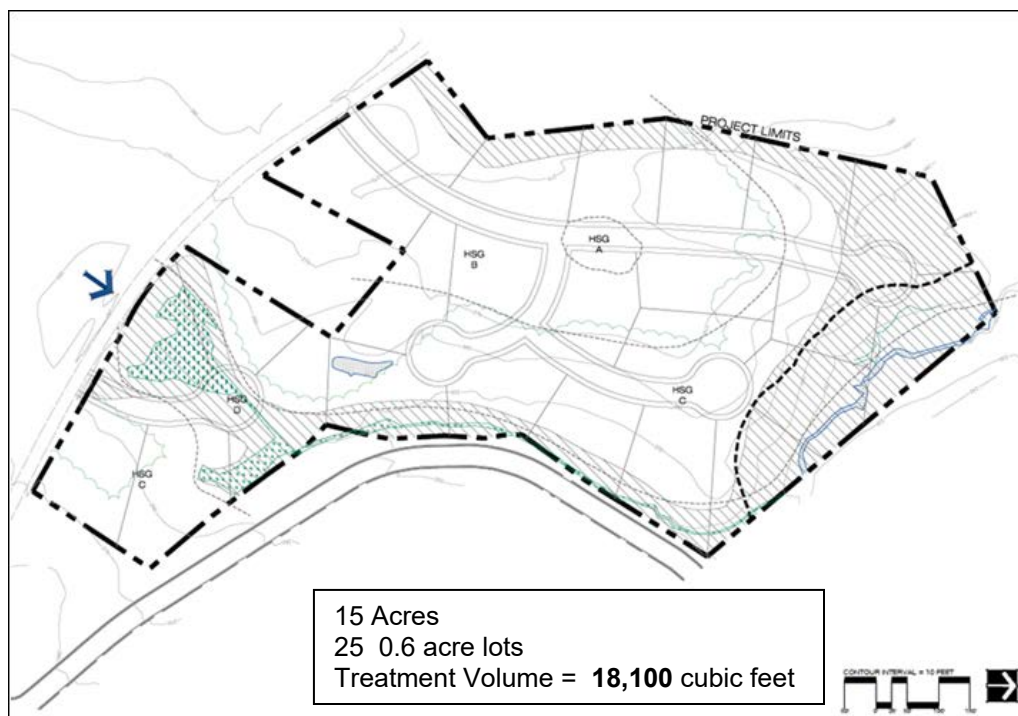 PROJECT LIMITS
HSG
A
HSG
B
HSG
D
HSG
C
HSG
C
15 Acres
25  0.6 acre lots
Treatment Volume = 18,100 cubic feet
CONTOUR INTERVAL = 10 FEET